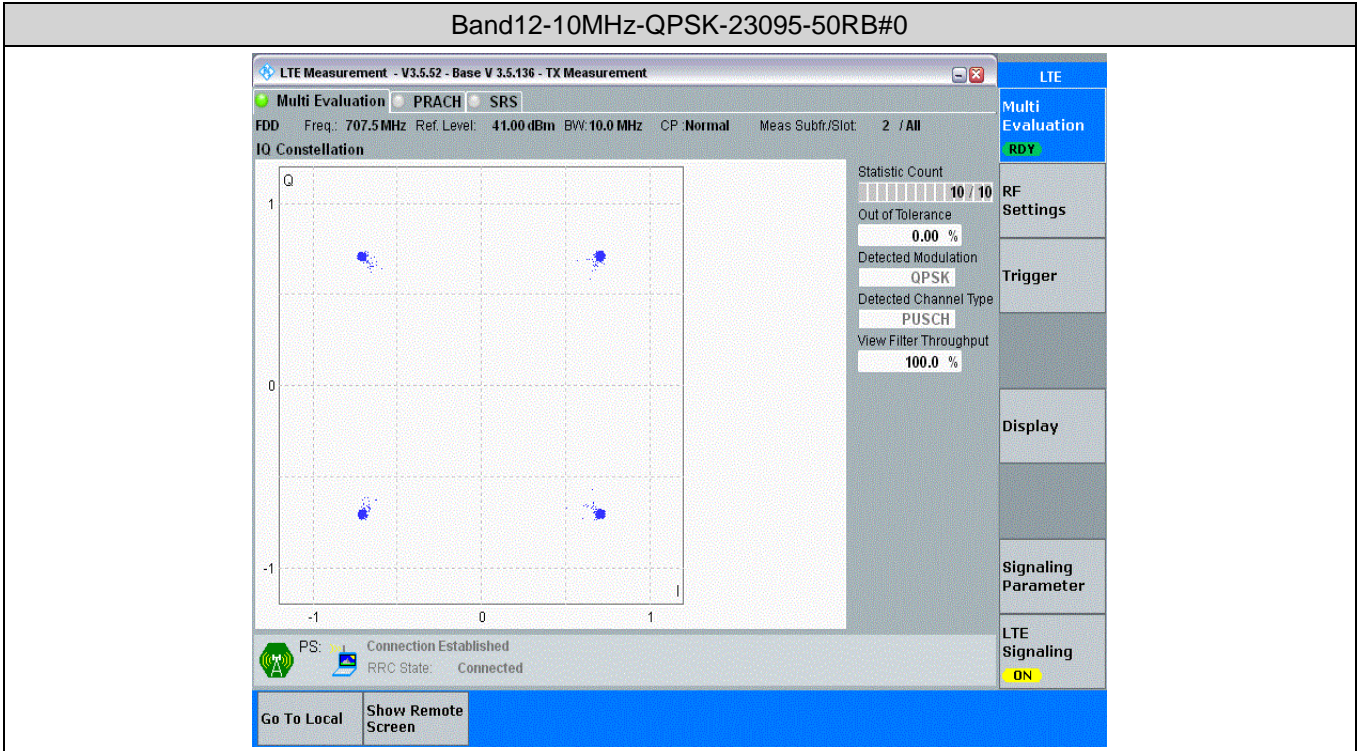 Band12-10MHz-QPSK-23095-50RB#0
LTE Measurement - V3.5.52 - Base V 3.5.136 - TX Measurement
LTE
Multi Evaluation PRACH SRS
FDD Freq.: 707.5 MHz Ref. Level: 41.00 dBm BW: 10.0 MHz CP : Normal Meas Subfr./Slot: 2 / All
IQ Constellation
Q
1
0
-1
I
-1 0 1
Statistic Count
10 / 10
Out of Tolerance
0.00 %
Detected Modulation
QPSK
Detected Channel Type
PUSCH
View Filter Throughput
100.0 %
Multi
Evaluation
RDY
RF
Settings
Trigger
Display
Signaling
Parameter
LTE
Signaling
ON
PS: Connection Established
RRC State: Connected
Go To Local
Show Remote
Screen